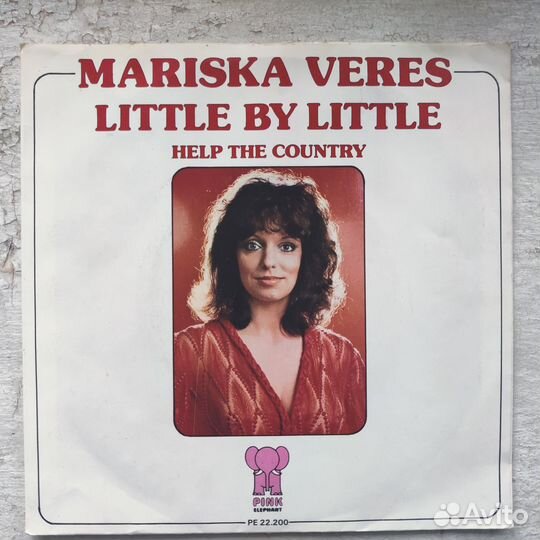 MARISKA VERES
LITTLE BY LITTLE
HELP THE COUNTRY
PINK
ELEPHANT
PE 22.200
Avito